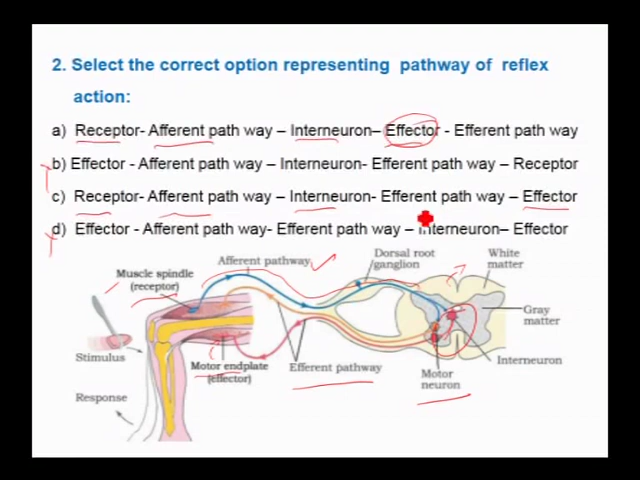 2. Select the correct option representing pathway of reflex
action:
a) Receptor- Afferent path way – Interneuron– Effector - Efferent path way
b) Effector - Afferent path way – Interneuron- Efferent path way – Receptor
c) Receptor- Afferent path way – Interneuron- Efferent path way – Effector
d) Effector - Afferent path way- Efferent path way – Interneuron– Effector
Afferent pathway
Dorsal root
ganglion
White
matter
Muscle spindle
(receptor)
Gray
matter
Stimulus
Interneuron
Motor endplate
(effector)
Efferent pathway
Motor
neuron
Response